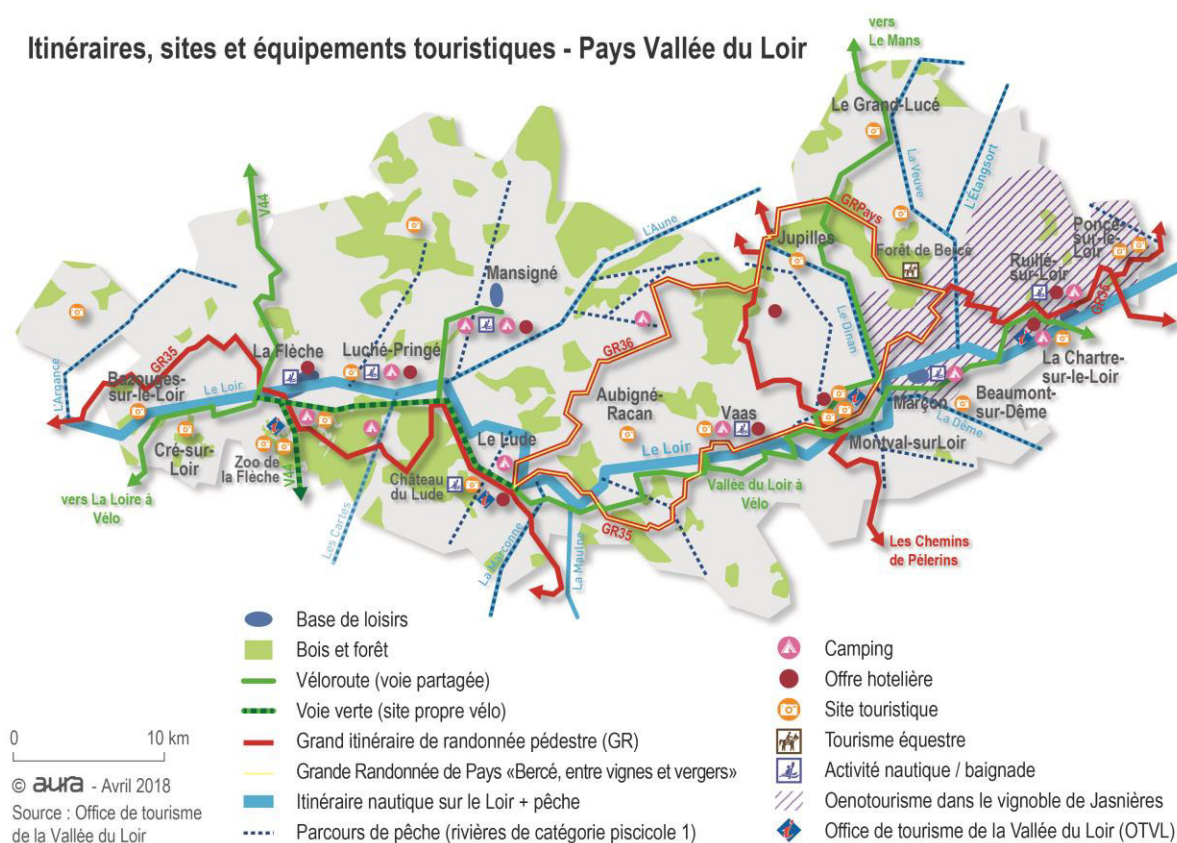 Itinéraires, sites et équipements touristiques - Pays Vallée du Loir
vers
Le Mans
Le Grand-Lucé
La Veuve
L'Étangsort
V44
L'Aune
GRPays
Jupilles
Forêt de Bercé
Poncé-
sur-le-
Loir
Ruillé-
sur-Loir
GR35
Mansigné
Le Dinan
GR36
L'Argance
GR35
La Flèche
Luché-Pringé
Bazouges-
sur-le-Loir
Le Loir
La Chartre-
sur-le-Loir
Aubigné-
Racan
Vaas
Marçon
Beaumont-
sur-Dême
La Dême
Cré-sur-
Loir
Zoo de
la Flèche
V44
Le Lude
Le Loir
Montval-surLoir
Château
du Lude
Vallée du Loir à
Vélo
vers La Loire à
Vélo
Les Cartes
La Marconne
La Maulne
GR35
Les Chemins
de Pélerins
Base de loisirs
Bois et forêt
Véloroute (voie partagée)
Voie verte (site propre vélo)
Grand itinéraire de randonnée pédestre (GR)
Grande Randonnée de Pays «Bercé, entre vignes et vergers»
Itinéraire nautique sur le Loir + pêche
Parcours de pêche (rivières de catégorie piscicole 1)
Camping
Offre hotelière
Site touristique
Tourisme équestre
Activité nautique / baignade
Oenotourisme dans le vignoble de Jasnières
Office de tourisme de la Vallée du Loir (OTVL)
0 10 km
© aura - Avril 2018
Source : Office de tourisme
de la Vallée du Loir